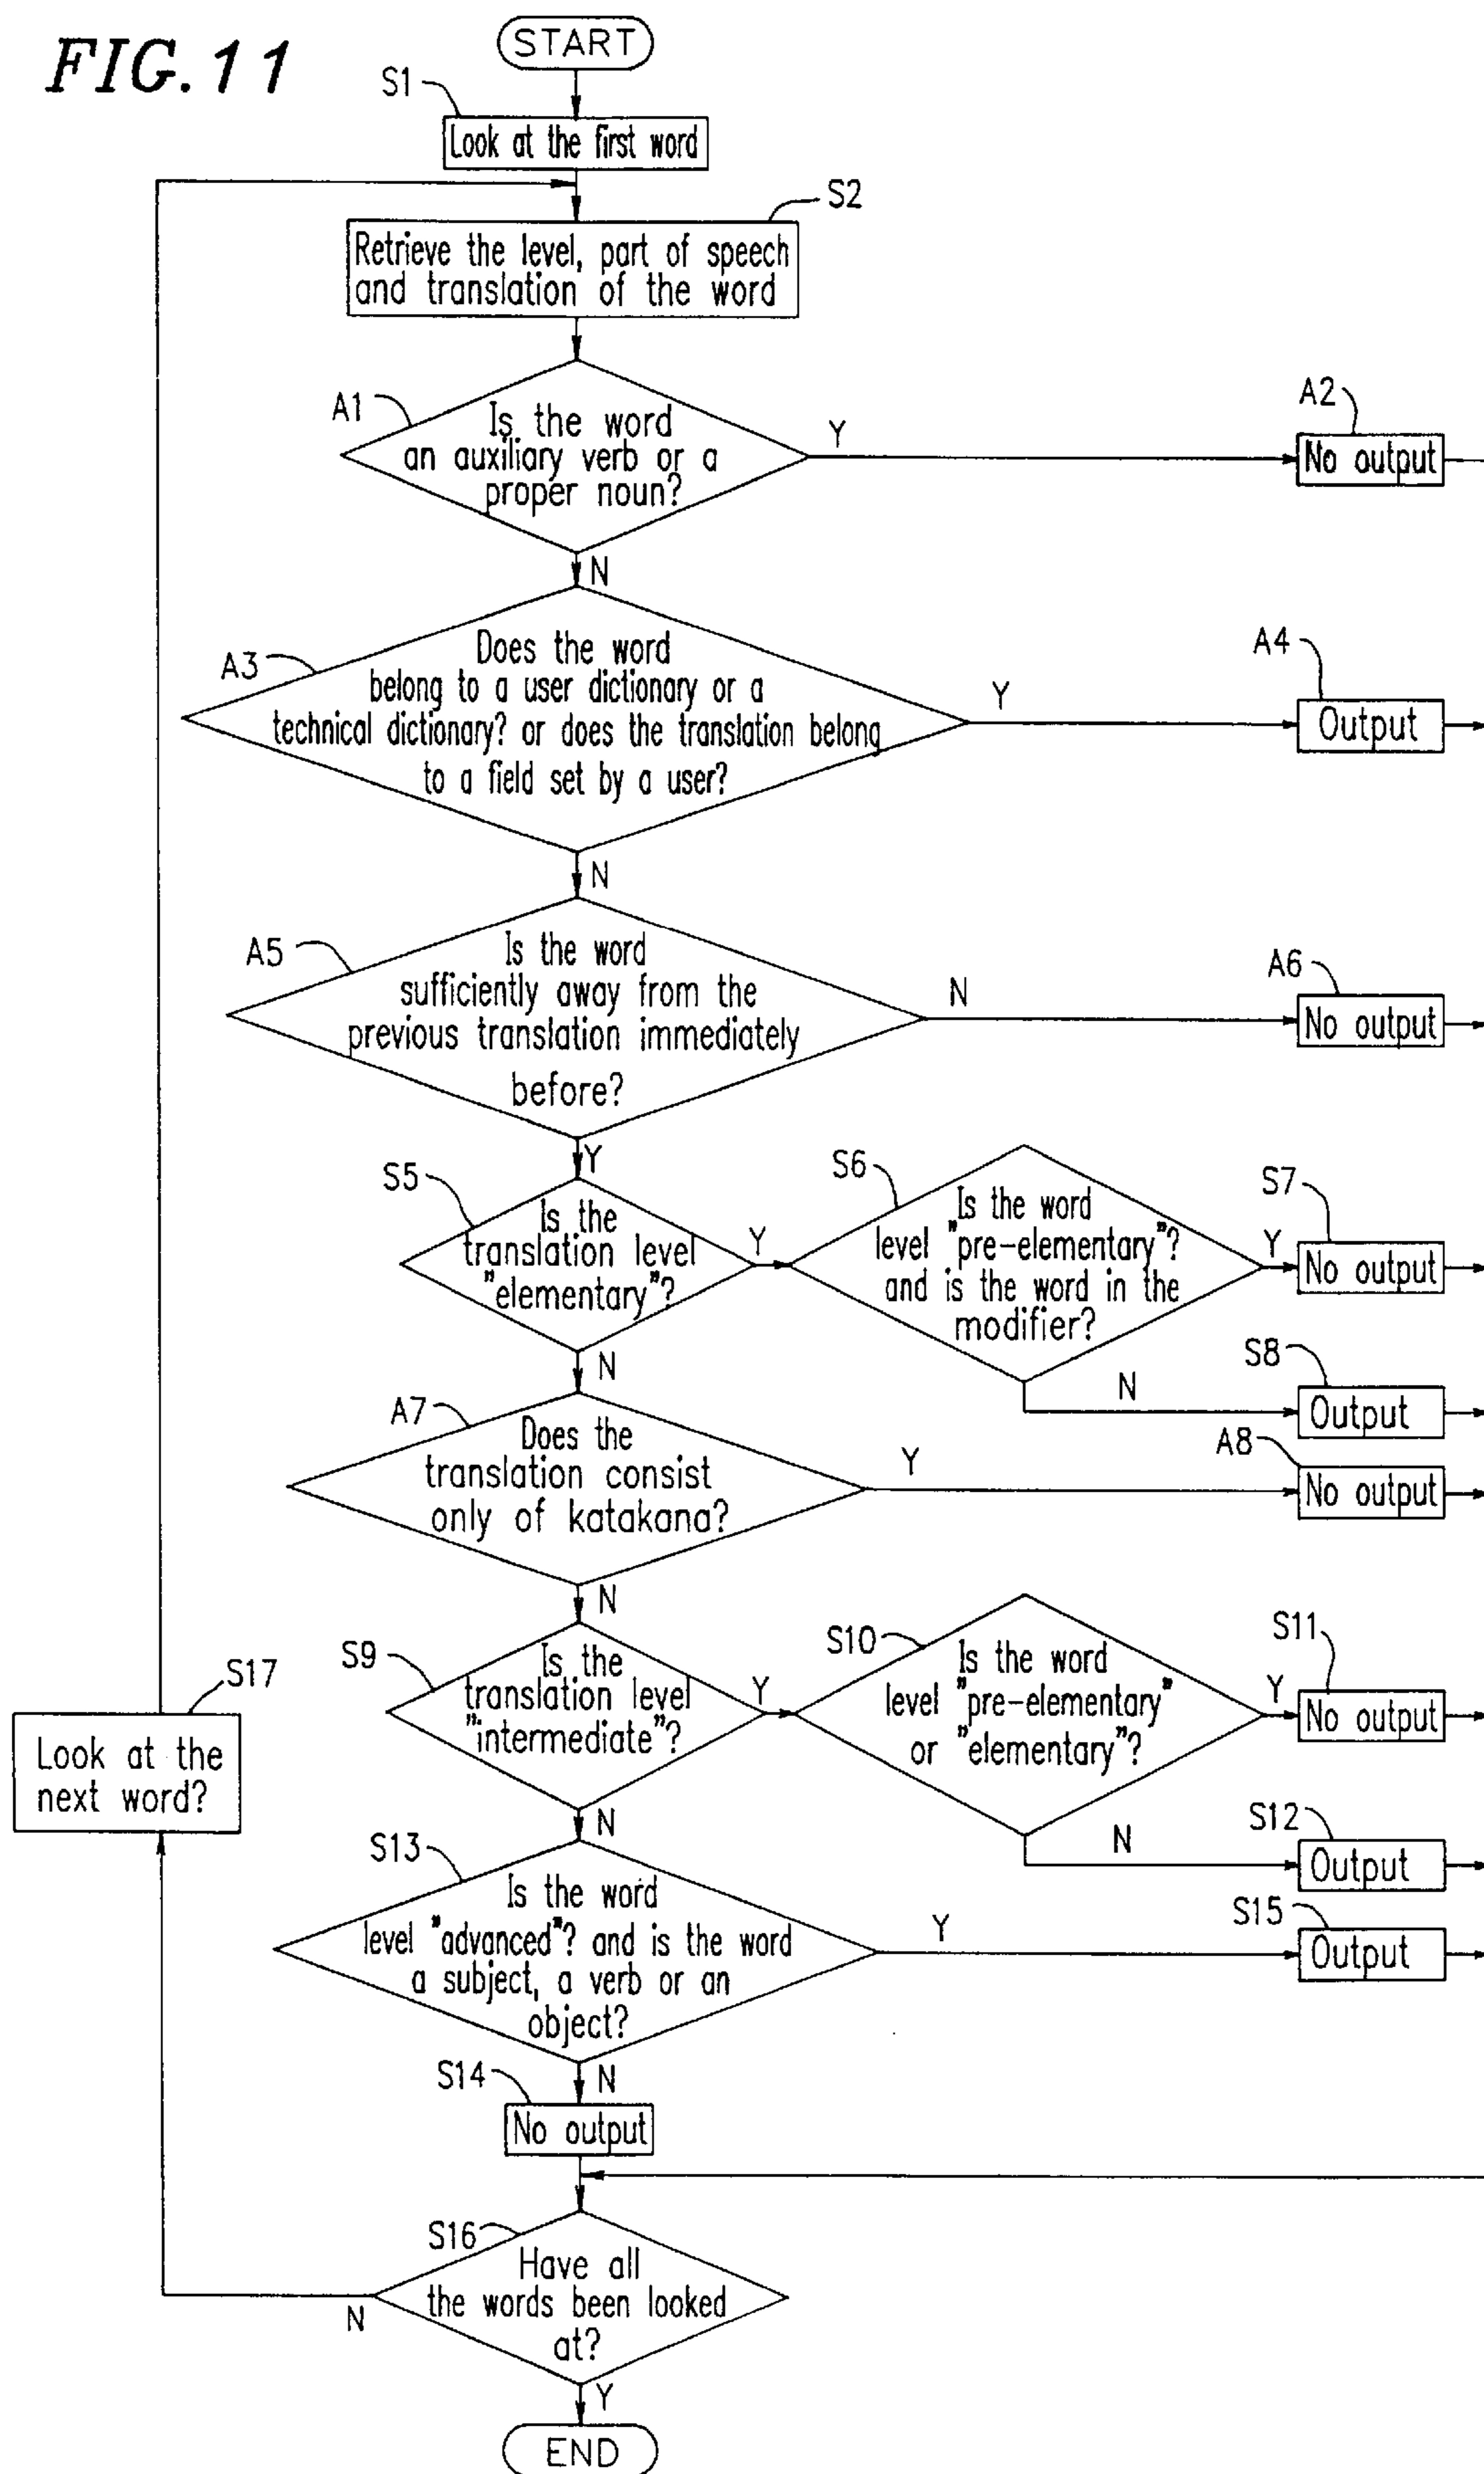 FIG.11
START
S1
Look at the first word
S2
Retrieve the level, part of speech
and translation of the word
A1
Is the word
an auxiliary verb or a
proper noun?
Y
A2
No output
N
A3
Does the word
belong to a user dictionary or a
technical dictionary? or does the translation belong
to a field set by a user?
Y
A4
Output
N
A5
Is the word
sufficiently away from the
previous translation immediately
before?
N
A6
No output
Y
S5
Is the
translation level
"elementary"?
Y
S6
Is the word
level "pre-elementary"?
and is the word in the
modifier?
Y
S7
No output
N
S8
Output
N
A7
Does the
translation consist
only of katakana?
Y
A8
No output
N
S9
Is the
translation level
"intermediate"?
Y
S10
Is the word
level "pre-elementary"
or "elementary"?
Y
S11
No output
N
S12
Output
N
S13
Is the word
level "advanced"? and is the word
a subject, a verb or an
object?
Y
S15
Output
N
S14
No output
S16
Have all
the words been looked
at?
N
S17
Look at the
next word?
Y
END